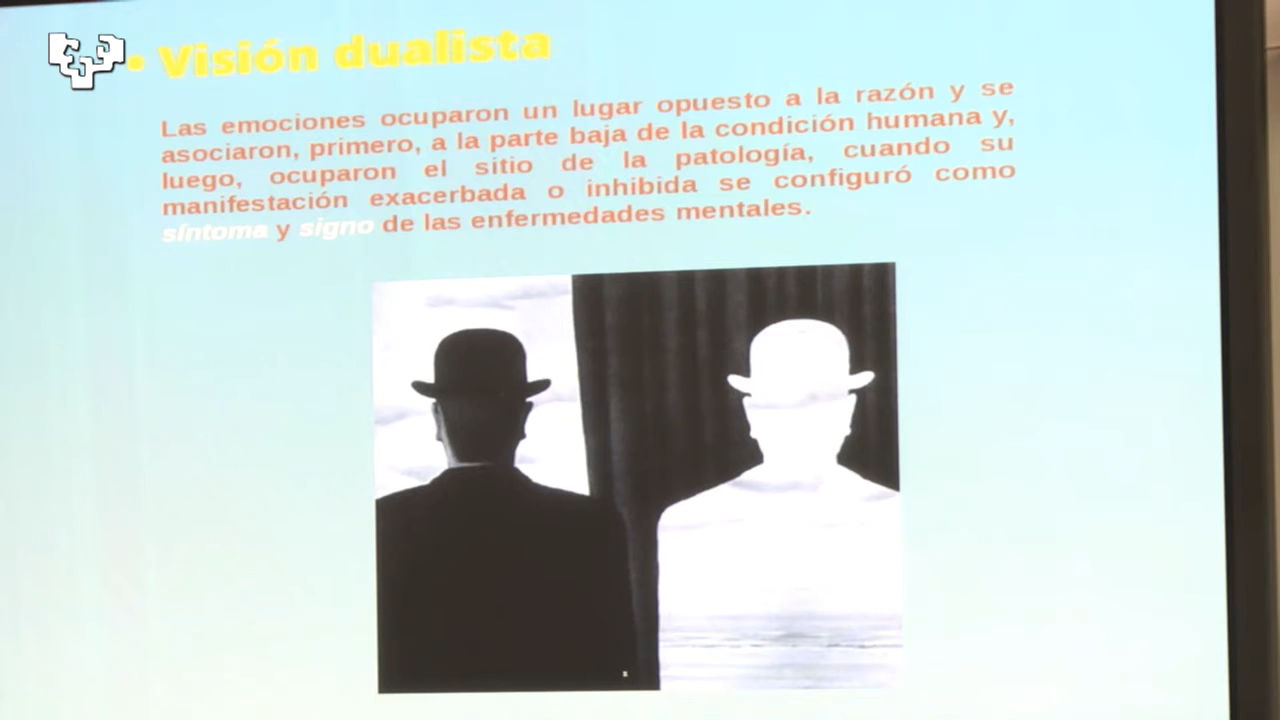 • Visión dualista
Las emociones ocuparon un lugar opuesto a la razón y se
asociaron, primero, a la parte baja de la condición humana y,
luego, ocuparon el sitio de la patología, cuando su
manifestación exacerbada o inhibida se configuró como
síntoma y signo de las enfermedades mentales.